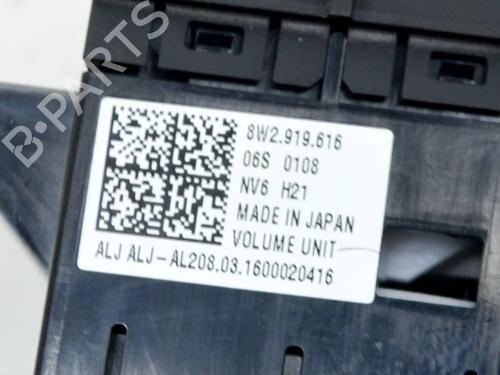 8W2.919.616
06S 0108
NV6 H21
MADE IN JAPAN
VOLUME UNIT
ALJ ALJ-AL208.03.1600020416
B-PARTS